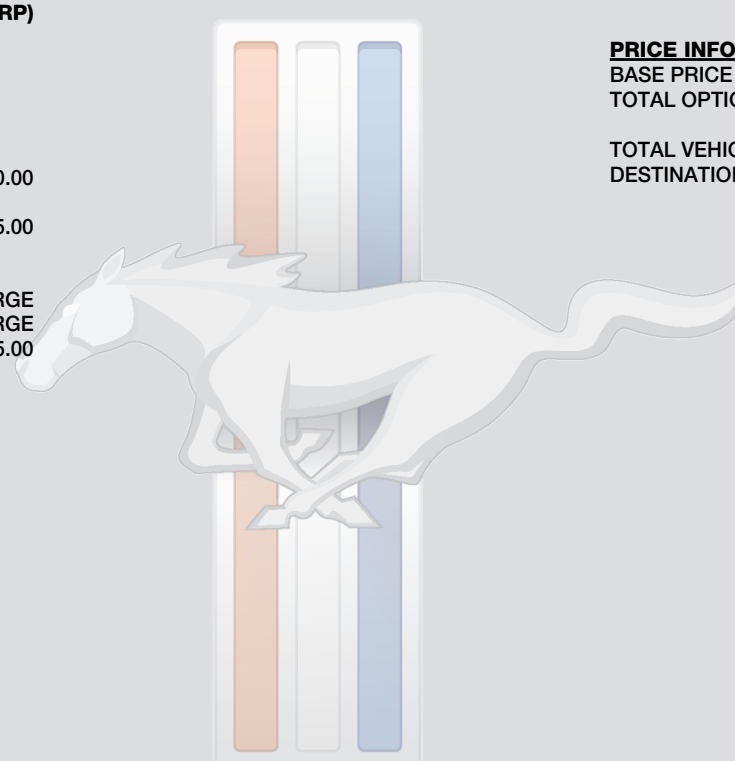 RP)
0.00
5.00
RGE
RGE
5.00
PRICE INFO
BASE PRICE
TOTAL OPTIO
TOTAL VEHIC
DESTINATION